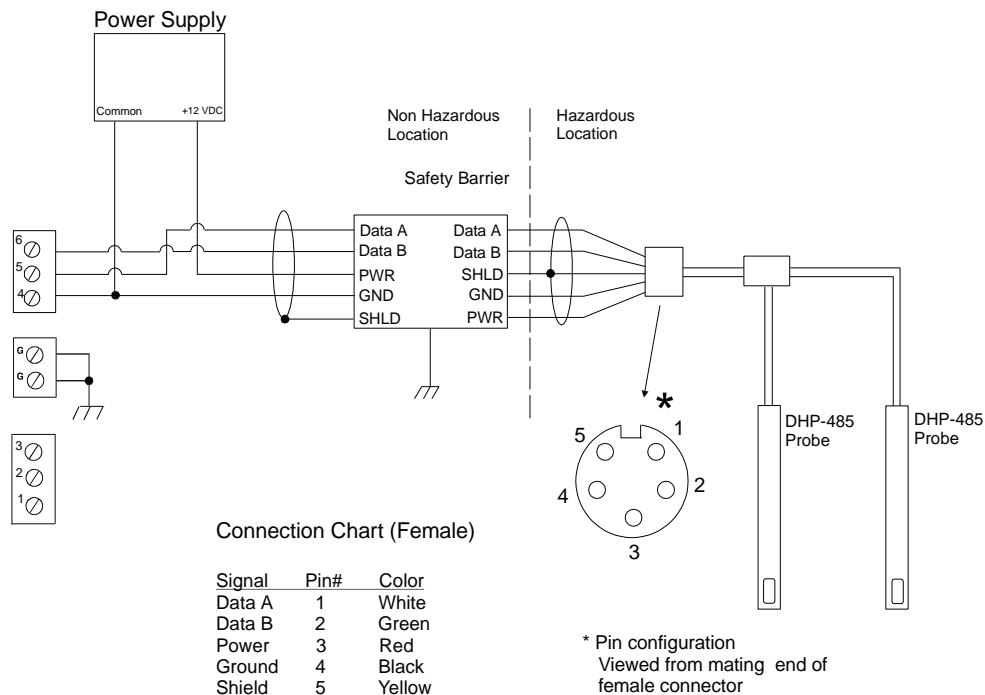 Power Supply
Common +12 VDC
Non Hazardous
Location
Hazardous
Location
Safety Barrier
6
5
4
Data A Data A
Data B Data B
PWR SHLD
GND GND
SHLD PWR
G
G
3
2
1
*
5 1
4 2
3
DHP-485
Probe
DHP-485
Probe
Connection Chart (Female)
Signal Pin# Color
Data A 1 White
Data B 2 Green
Power 3 Red
Ground 4 Black
Shield 5 Yellow
* Pin configuration
Viewed from mating end of
female connector